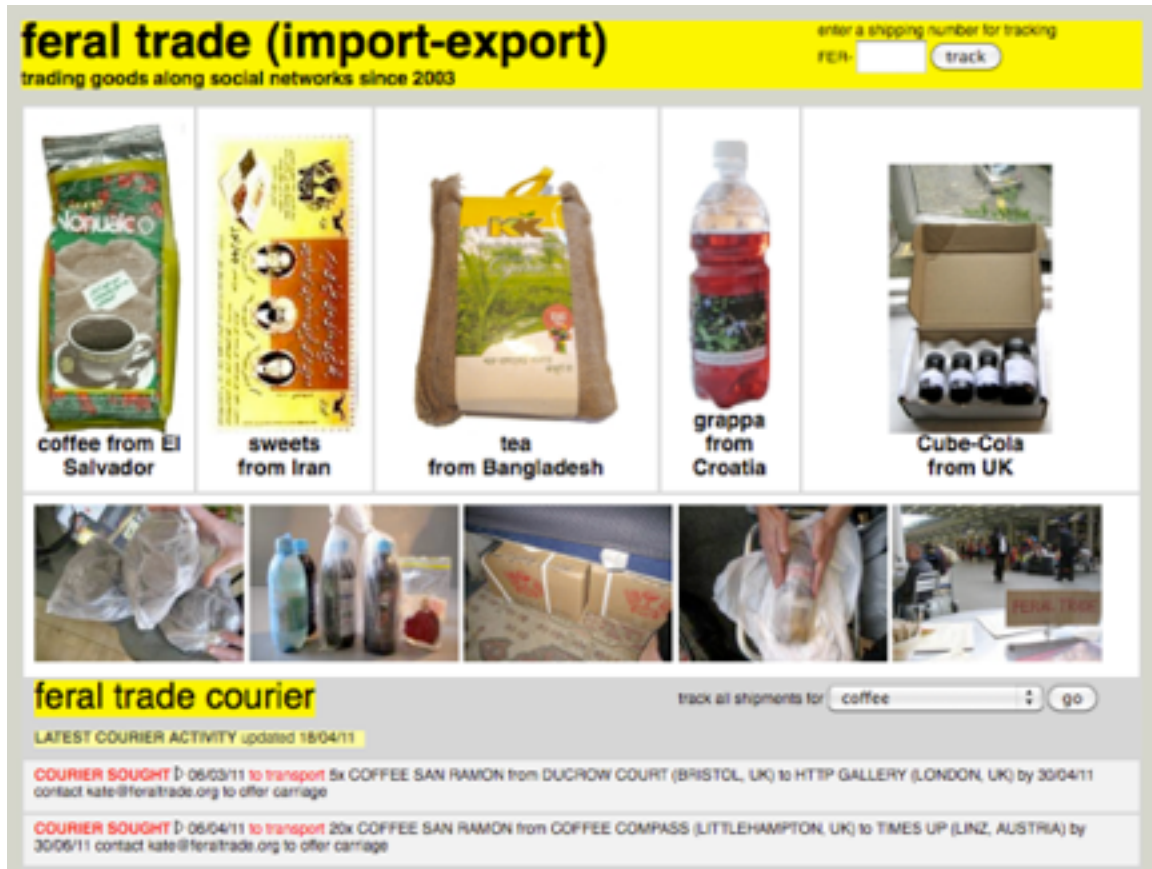 feral trade (import-export)
trading goods along social networks since 2003
enter a shipping number for tracking
FER-
track
Nonualco
KK
coffee from El
Salvador
sweets
from Iran
tea
from Bangladesh
grappa
from
Croatia
Cube-Cola
from UK
FERAL TRADE
feral trade courier
track all shipments for
coffee
go
LATEST COURIER ACTIVITY updated 18/04/11
COURIER SOUGHT 06/03/11 to transport 5x COFFEE SAN RAMON from DUCROW COURT (BRISTOL, UK) to HTTP GALLERY (LONDON, UK) by 30/04/11
contact kate@feraltrade.org to offer carriage
COURIER SOUGHT 06/04/11 to transport 20x COFFEE SAN RAMON from COFFEE COMPASS (LITTLEHAMPTON, UK) to TIMES UP (LINZ, AUSTRIA) by
30/06/11 contact kate@feraltrade.org to offer carriage